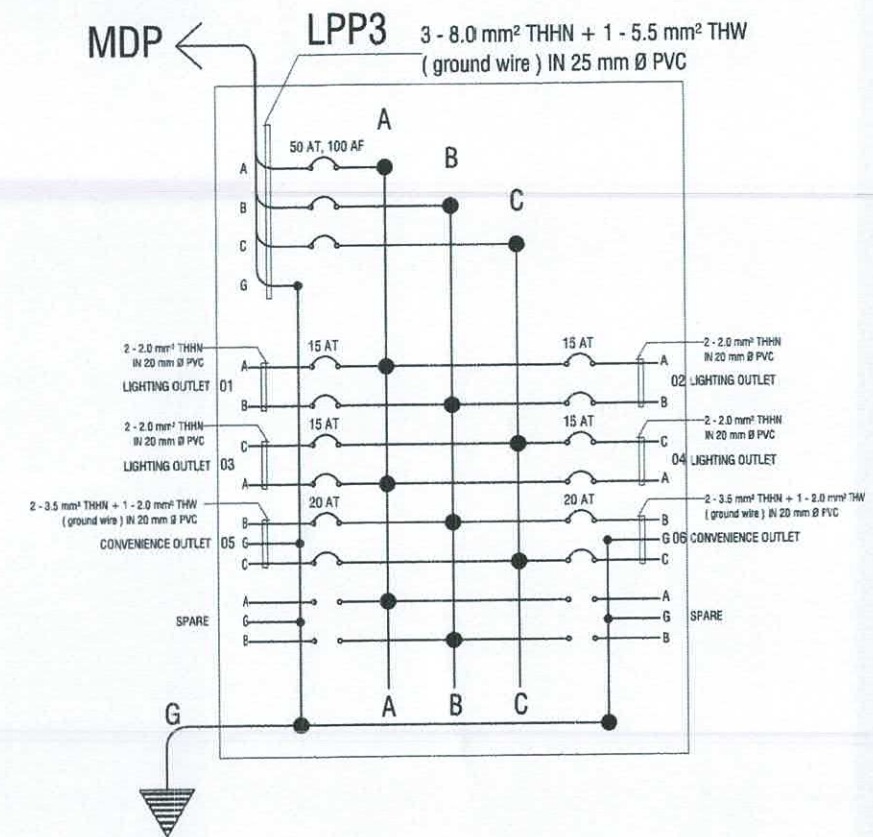 MDP
LPP3
3 - 8.0 mm² THHN + 1 - 5.5 mm² THW
( ground wire ) IN 25 mm Ø PVC
A
50 AT, 100 AF
B
A
C
B
C
G
2 - 2.0 mm² THHN
IN 20 mm Ø PVC
15 AT
15 AT
2 - 2.0 mm² THHN
IN 20 mm Ø PVC
A
A
LIGHTING OUTLET 01
02 LIGHTING OUTLET
B
B
2 - 2.0 mm² THHN
IN 20 mm Ø PVC
15 AT
15 AT
2 - 2.0 mm² THHN
IN 20 mm Ø PVC
C
C
LIGHTING OUTLET 03
04 LIGHTING OUTLET
A
A
2 - 3.5 mm² THHN + 1 - 2.0 mm² THW
( ground wire ) IN 20 mm Ø PVC
20 AT
20 AT
2 - 3.5 mm² THHN + 1 - 2.0 mm² THW
( ground wire ) IN 20 mm Ø PVC
B
B
CONVENIENCE OUTLET 05 G
G 06 CONVENIENCE OUTLET
C
C
A
A
SPARE
G
G
SPARE
B
B
A
B
C
G